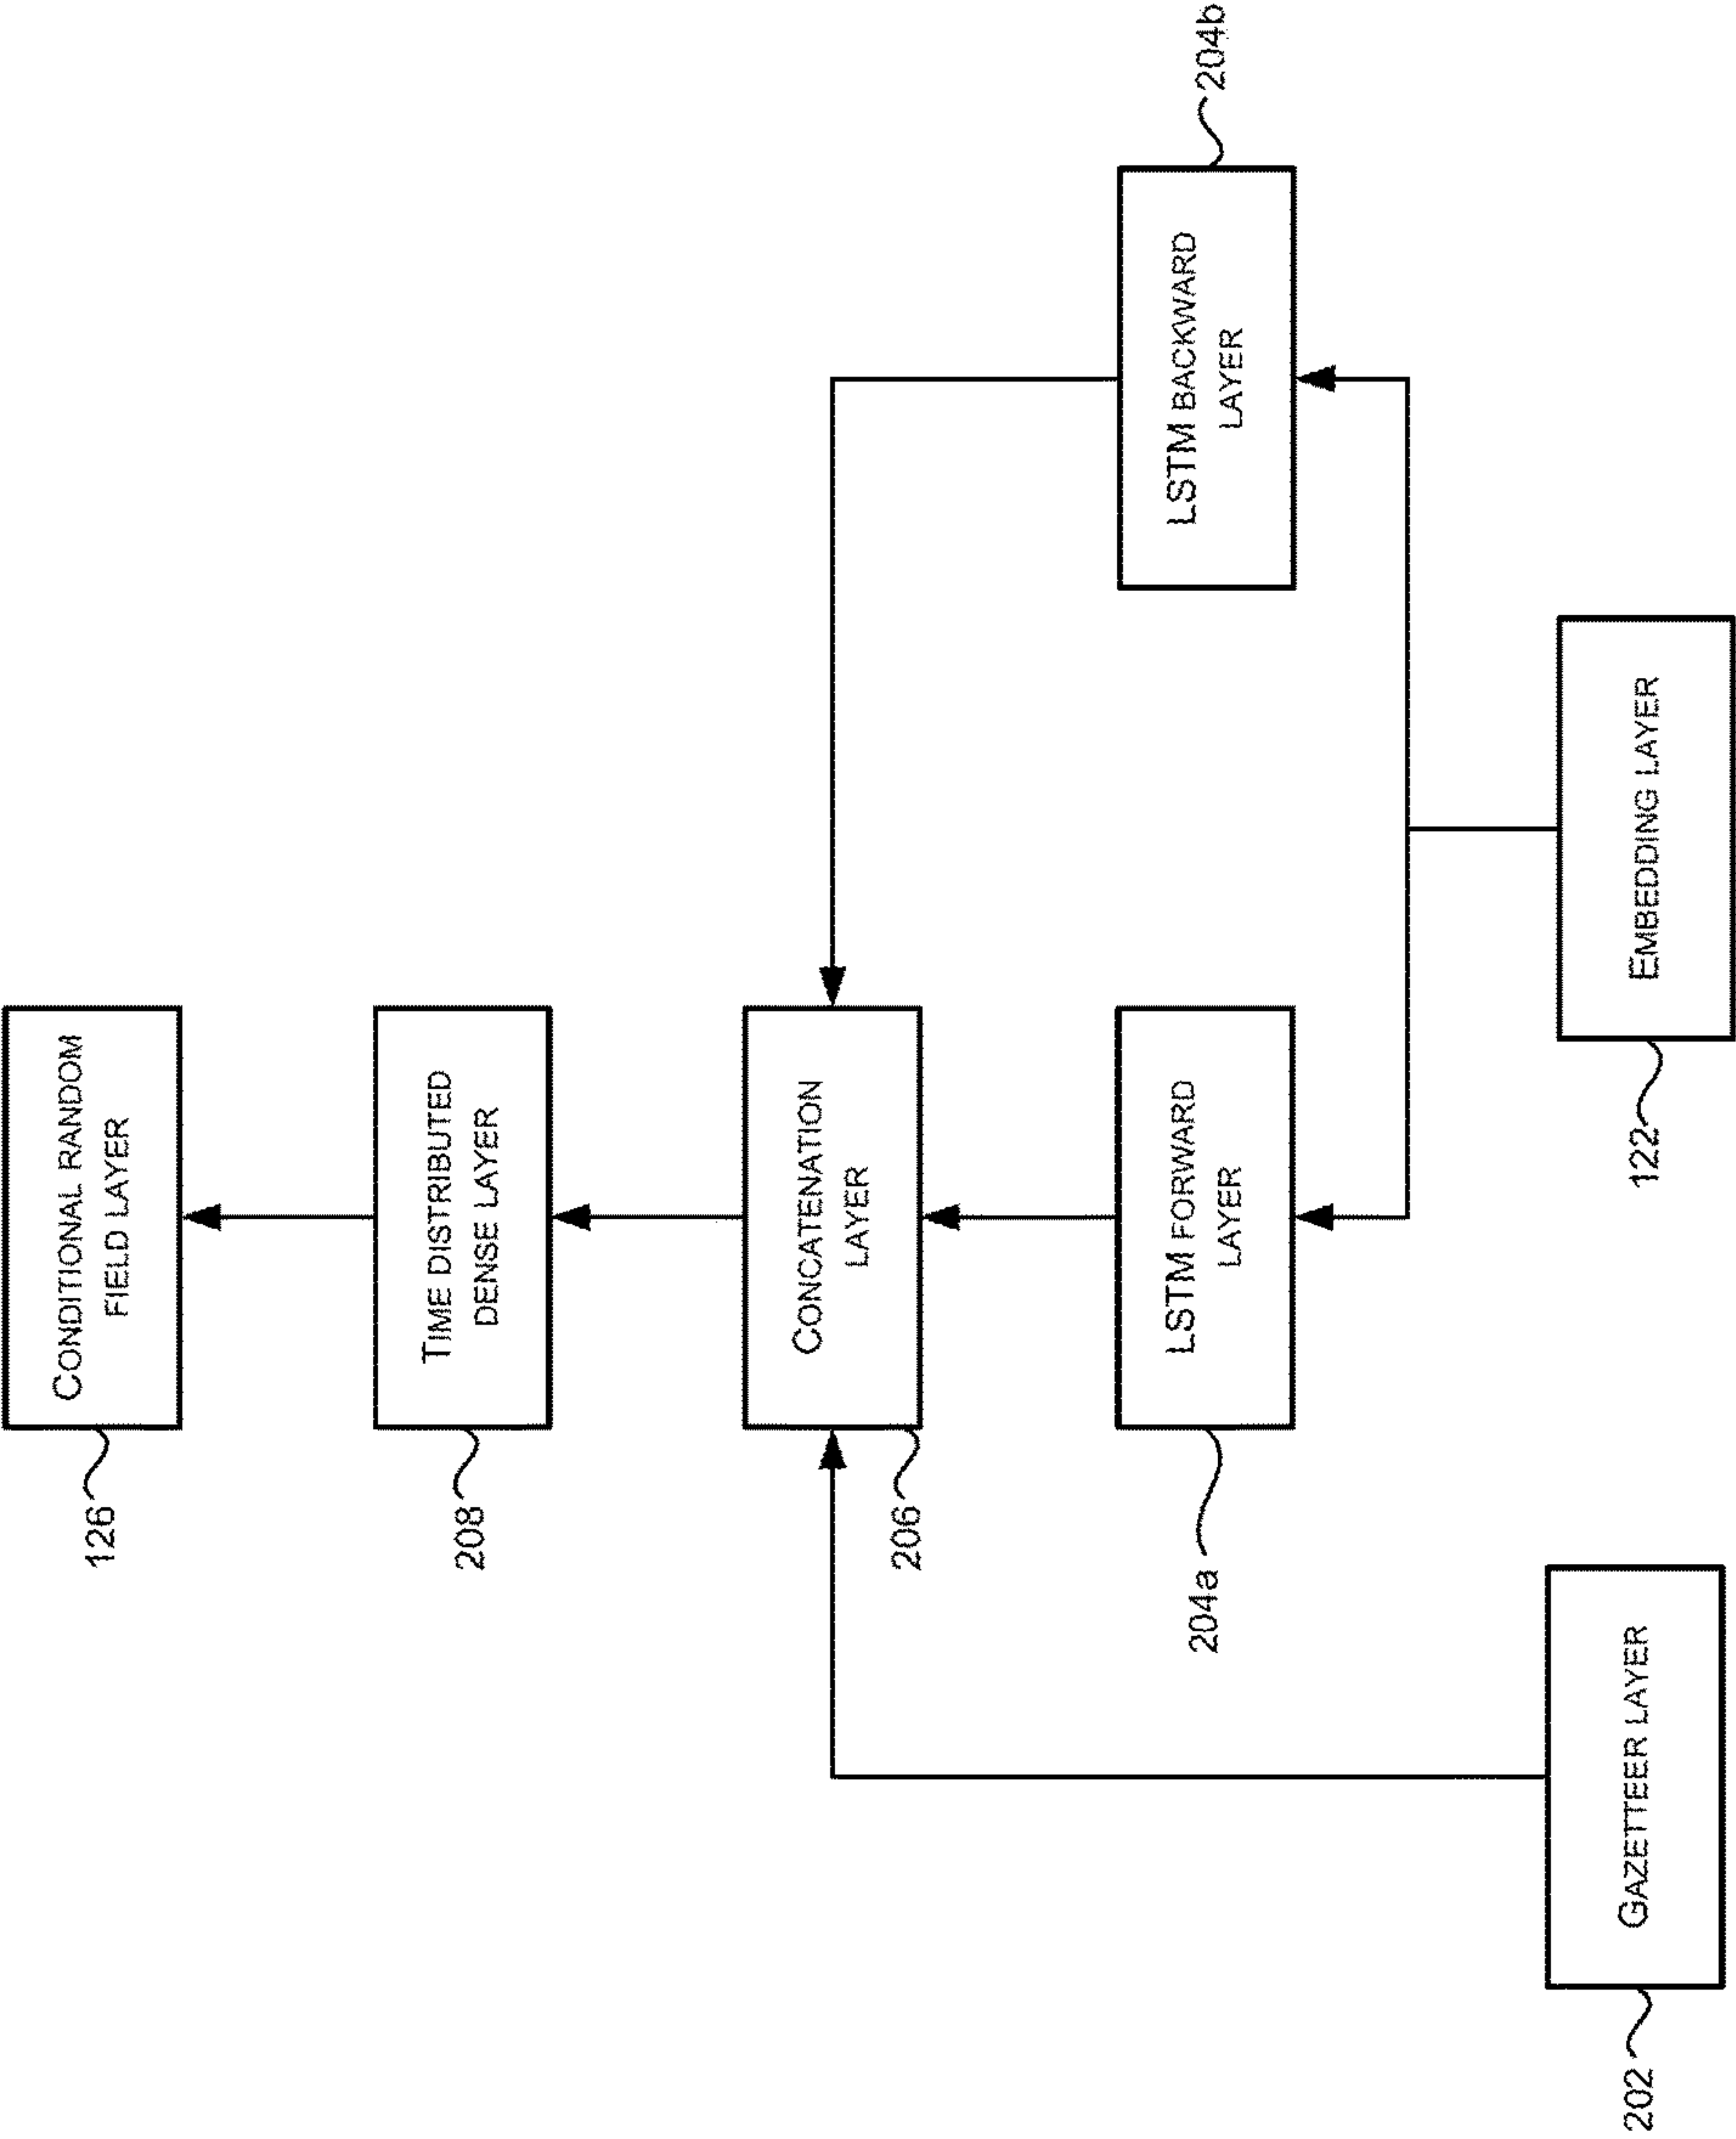 CONDITIONAL RANDOM
FIELD LAYER
126
TIME DISTRIBUTED
DENSE LAYER
208
CONCATENATION
LAYER
206
LSTM FORWARD
LAYER
204a
LSTM BACKWARD
LAYER
204b
EMBEDDING LAYER
122
GAZETTEER LAYER
202